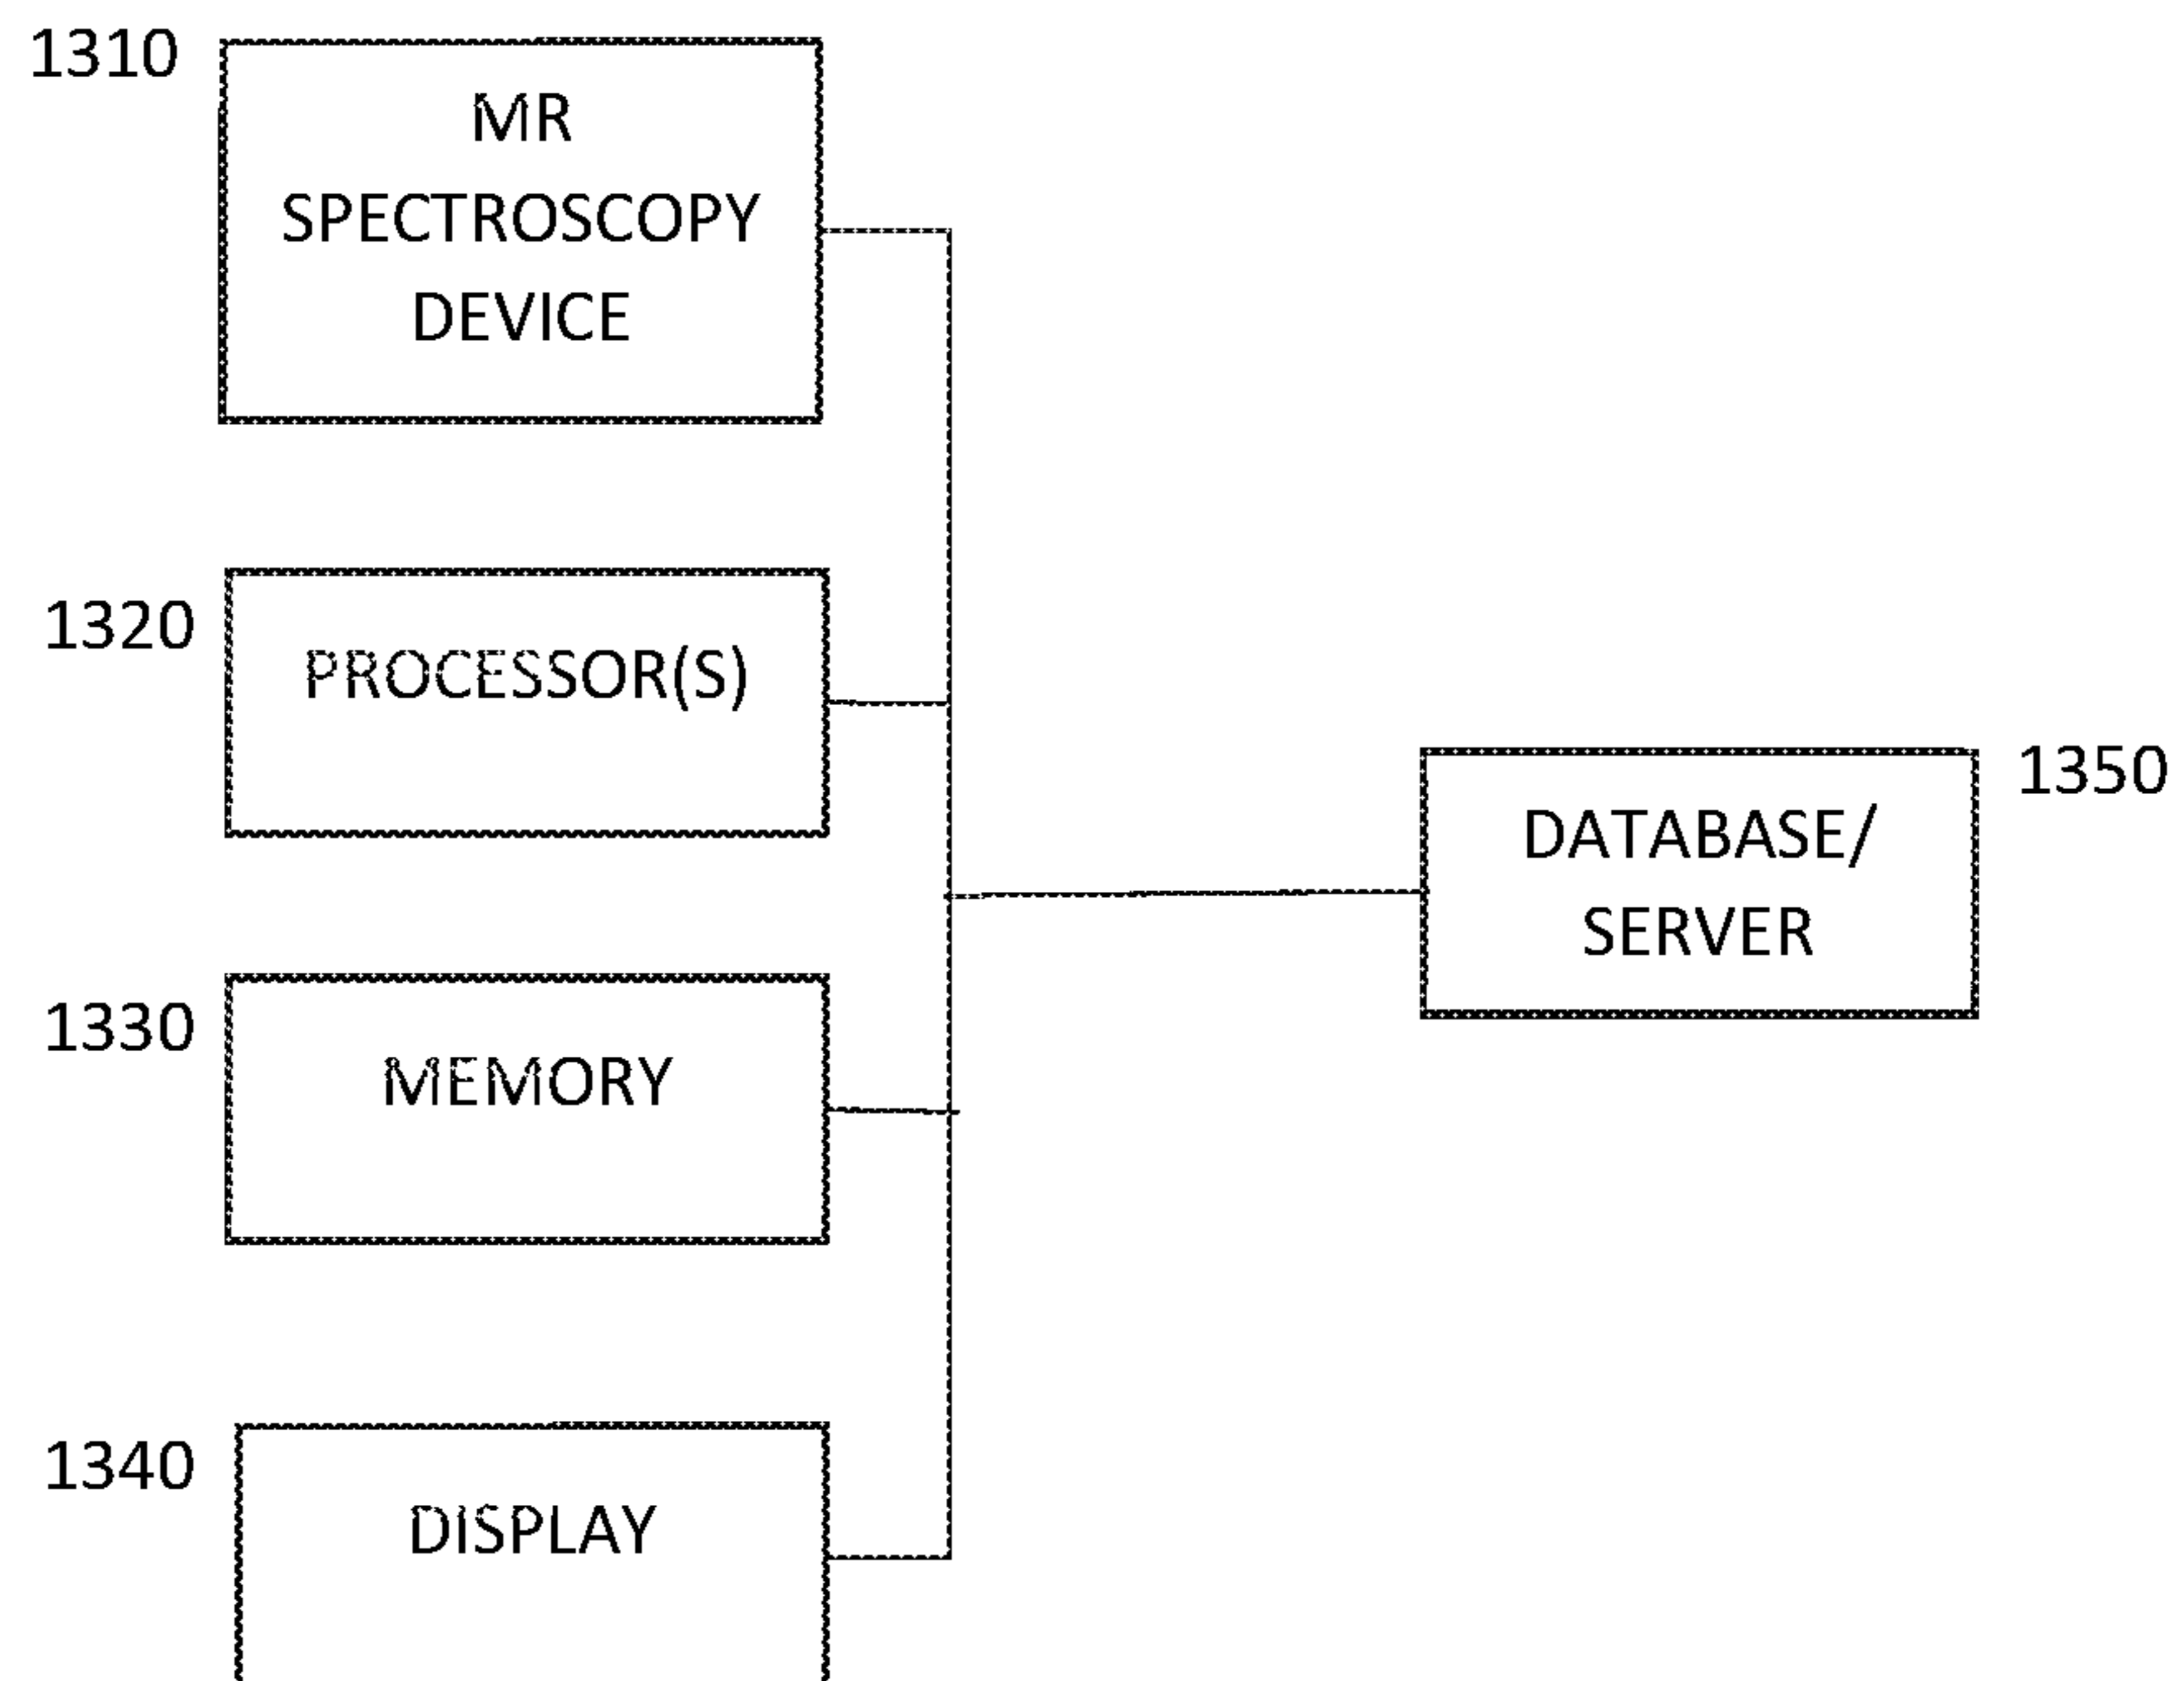 1310
MR
SPECTROSCOPY
DEVICE
1320
PROCESSOR(S)
1350
DATABASE/
SERVER
1330
MEMORY
1340
DISPLAY